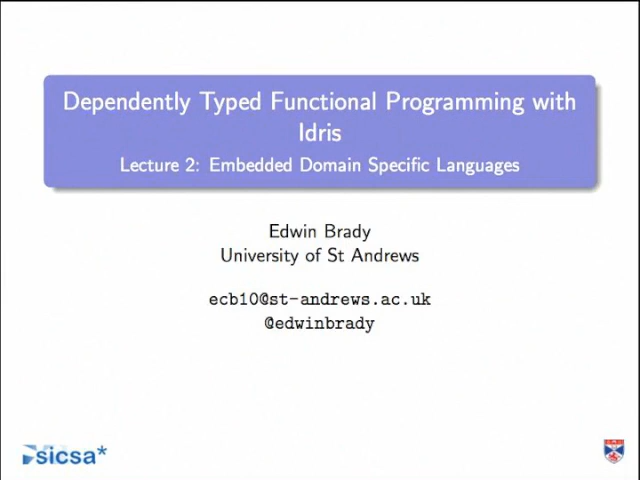 Dependently Typed Functional Programming with
Idris
Lecture 2: Embedded Domain Specific Languages
Edwin Brady
University of St Andrews
ecb10@st-andrews.ac.uk
@edwinbrady
sicsa*